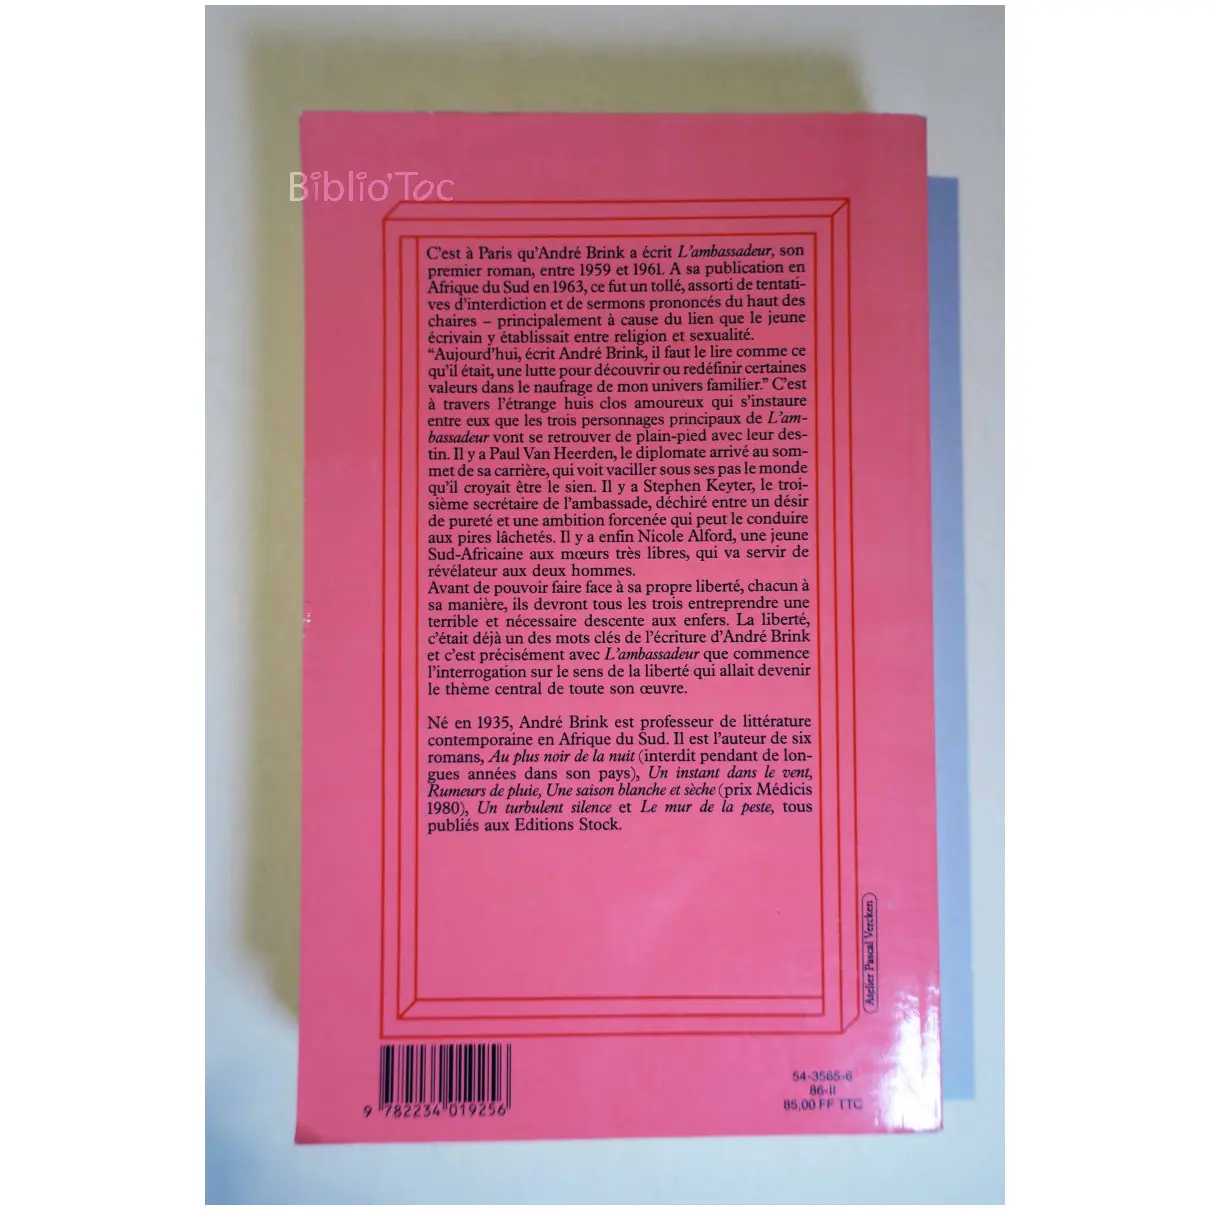 Biblio'Toc
C'est à Paris qu'André Brink a écrit L'ambassadeur, son
premier roman, entre 1959 et 1961. A sa publication en
Afrique du Sud en 1963, ce fut un tollé, assorti de tentati-
ves d'interdiction et de sermons prononcés du haut des
chaires – principalement à cause du lien que le jeune
écrivain y établissait entre religion et sexualité.
"Aujourd'hui, écrit André Brink, il faut le lire comme ce
qu'il était, une lutte pour découvrir ou redéfinir certaines
valeurs dans le naufrage de mon univers familier." C'est
à travers l'étrange huis clos amoureux qui s'instaure
entre eux que les trois personnages principaux de L'am-
bassadeur vont se retrouver de plain-pied avec leur des-
tin. Il y a Paul Van Heerden, le diplomate arrivé au som-
met de sa carrière, qui voit vaciller sous ses pas le monde
qu'il croyait être le sien. Il y a Stephen Keyter, le troi-
sième secrétaire de l'ambassade, déchiré entre un désir
de pureté et une ambition forcenée qui peut le conduire
aux pires lâchetés. Il y a enfin Nicole Alford, une jeune
Sud-Africaine aux mœurs très libres, qui va servir de
révélateur aux deux hommes.
Avant de pouvoir faire face à sa propre liberté, chacun à
sa manière, ils devront tous les trois entreprendre une
terrible et nécessaire descente aux enfers. La liberté,
c'était déjà un des mots clés de l'écriture d'André Brink
et c'est précisément avec L'ambassadeur que commence
l'interrogation sur le sens de la liberté qui allait devenir
le thème central de toute son œuvre.
Né en 1935, André Brink est professeur de littérature
contemporaine en Afrique du Sud. Il est l'auteur de six
romans, Au plus noir de la nuit (interdit pendant de lon-
gues années dans son pays), Un instant dans le vent,
Rumeurs de pluie, Une saison blanche et sèche (prix Médicis
1980), Un turbulent silence et Le mur de la peste, tous
publiés aux Editions Stock.
Atelier Pascal Vercken
9 782234 019256
54-3565-6
86-II
85,00 FF TTC